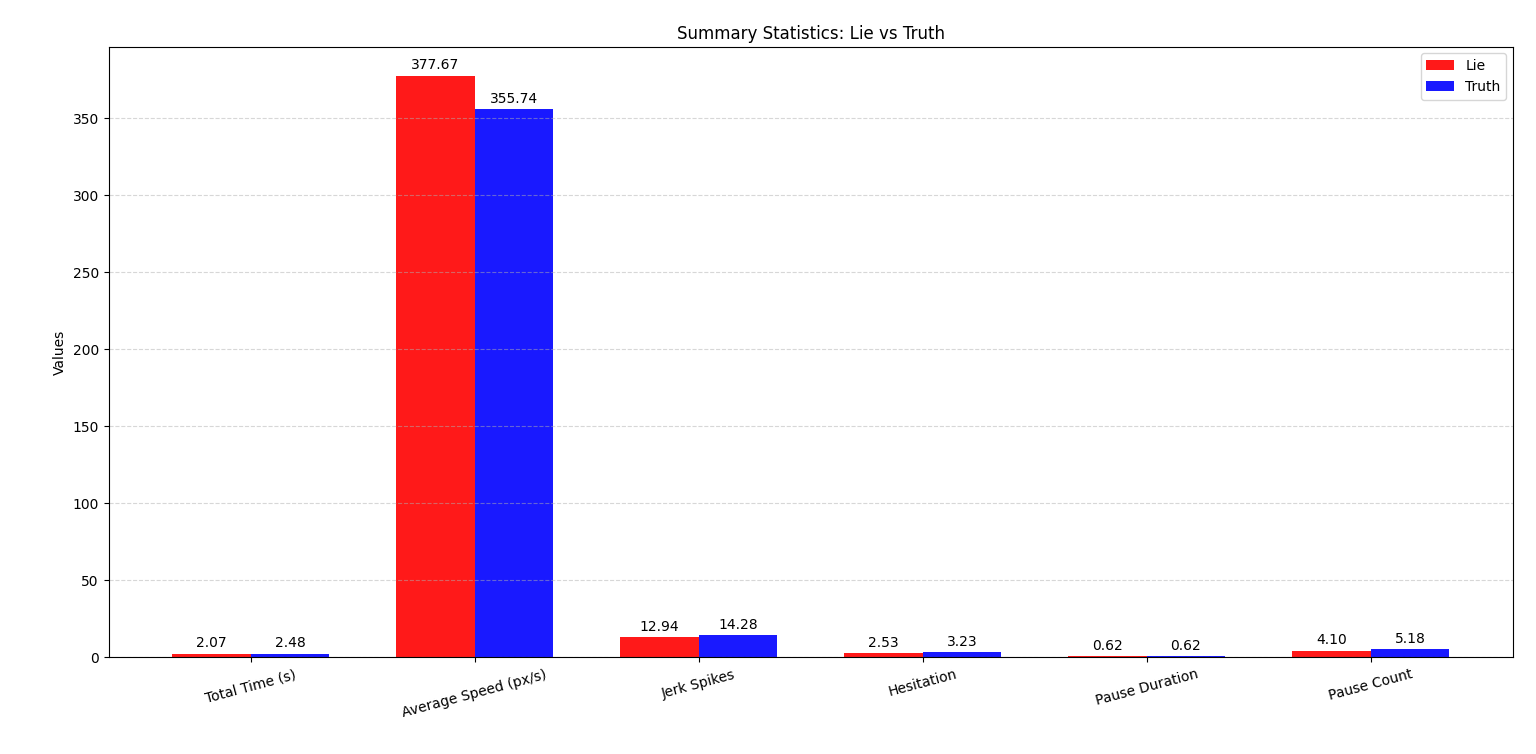 Summary Statistics: Lie vs Truth
Lie
Truth
Values
350
300
250
200
150
100
50
0
2.07
2.48
377.67
355.74
12.94
14.28
2.53
3.23
0.62
0.62
4.10
5.18
Total Time (s)
Average Speed (px/s)
Jerk Spikes
Hesitation
Pause Duration
Pause Count